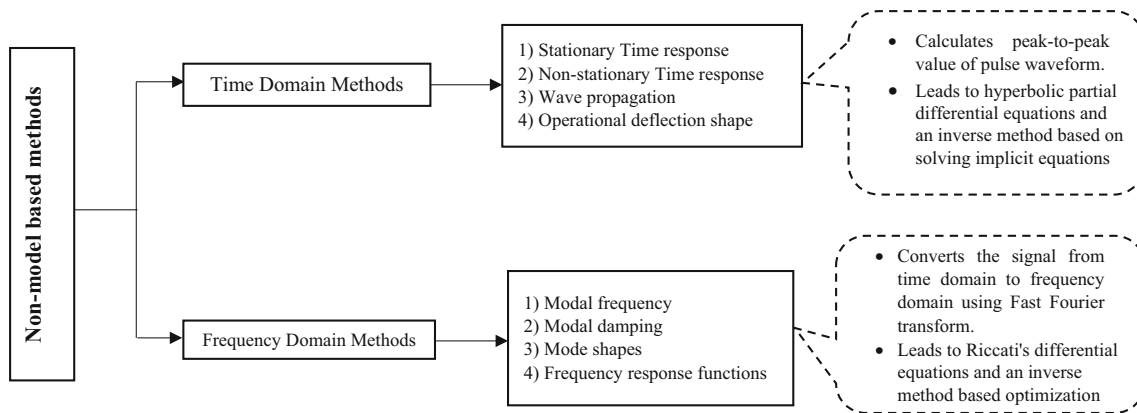 Non-model based methods
Time Domain Methods
1) Stationary Time response
2) Non-stationary Time response
3) Wave propagation
4) Operational deflection shape
• Calculates peak-to-peak
value of pulse waveform.
• Leads to hyperbolic partial
differential equations and
an inverse method based on
solving implicit equations
Frequency Domain Methods
1) Modal frequency
2) Modal damping
3) Mode shapes
4) Frequency response functions
• Converts the signal from
time domain to frequency
domain using Fast Fourier
transform.
• Leads to Riccati's differential
equations and an inverse
method based optimization